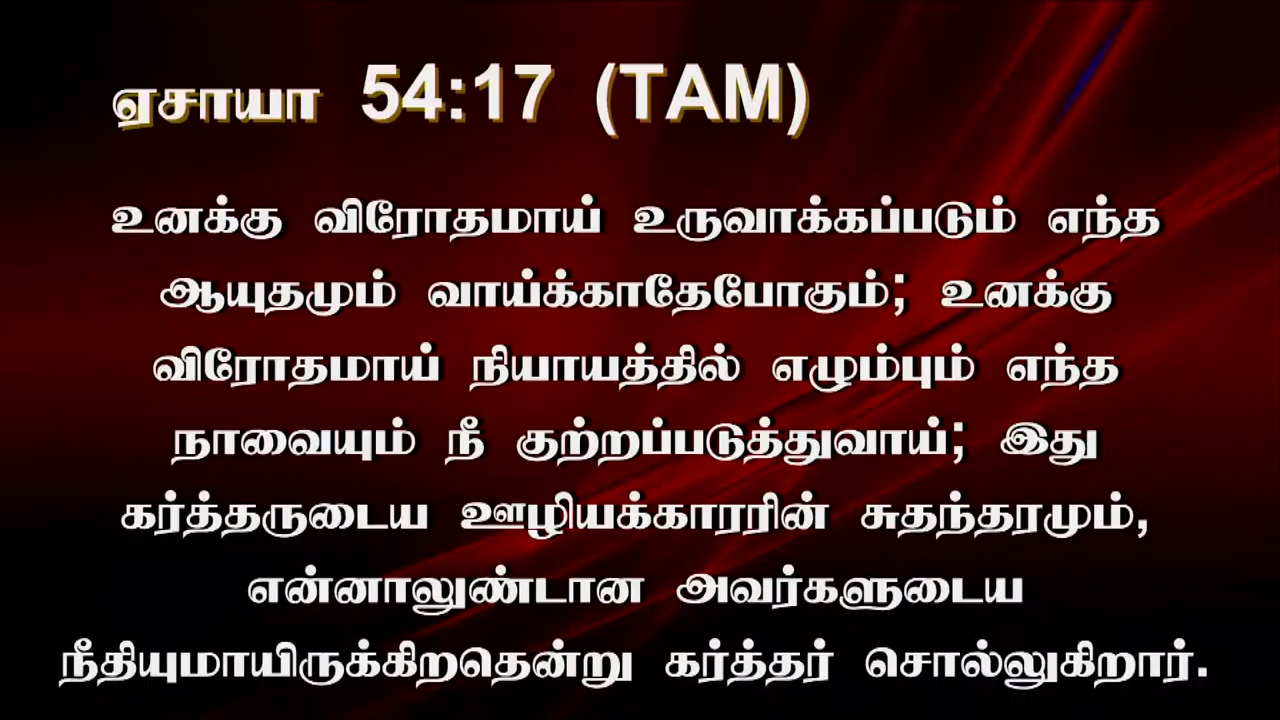 ஏசாயா 54:17 (TAM)
உனக்கு விரோதமாய் உருவாக்கப்படும் எந்த
ஆயுதமும் வாய்க்காதேபோகும்; உனக்கு
விரோதமாய் நியாயத்தில் எழும்பும் எந்த
நாவையும் நீ குற்றப்படுத்துவாய்; இது
கர்த்தருடைய ஊழியக்காரரின் சுதந்தரமும்,
என்னாலுண்டான அவர்களுடைய
நீதியுமாயிருக்கிறதென்று கர்த்தர் சொல்லுகிறார்.